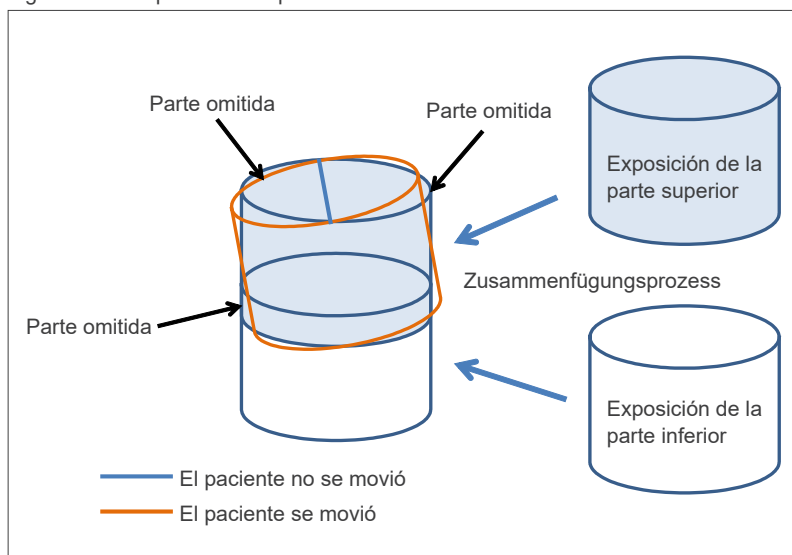 Parte omitida
Parte omitida
Exposición de la
parte superior
Zusammenfügungsprozess
Parte omitida
Exposición de la
parte inferior
El paciente no se movió
El paciente se movió